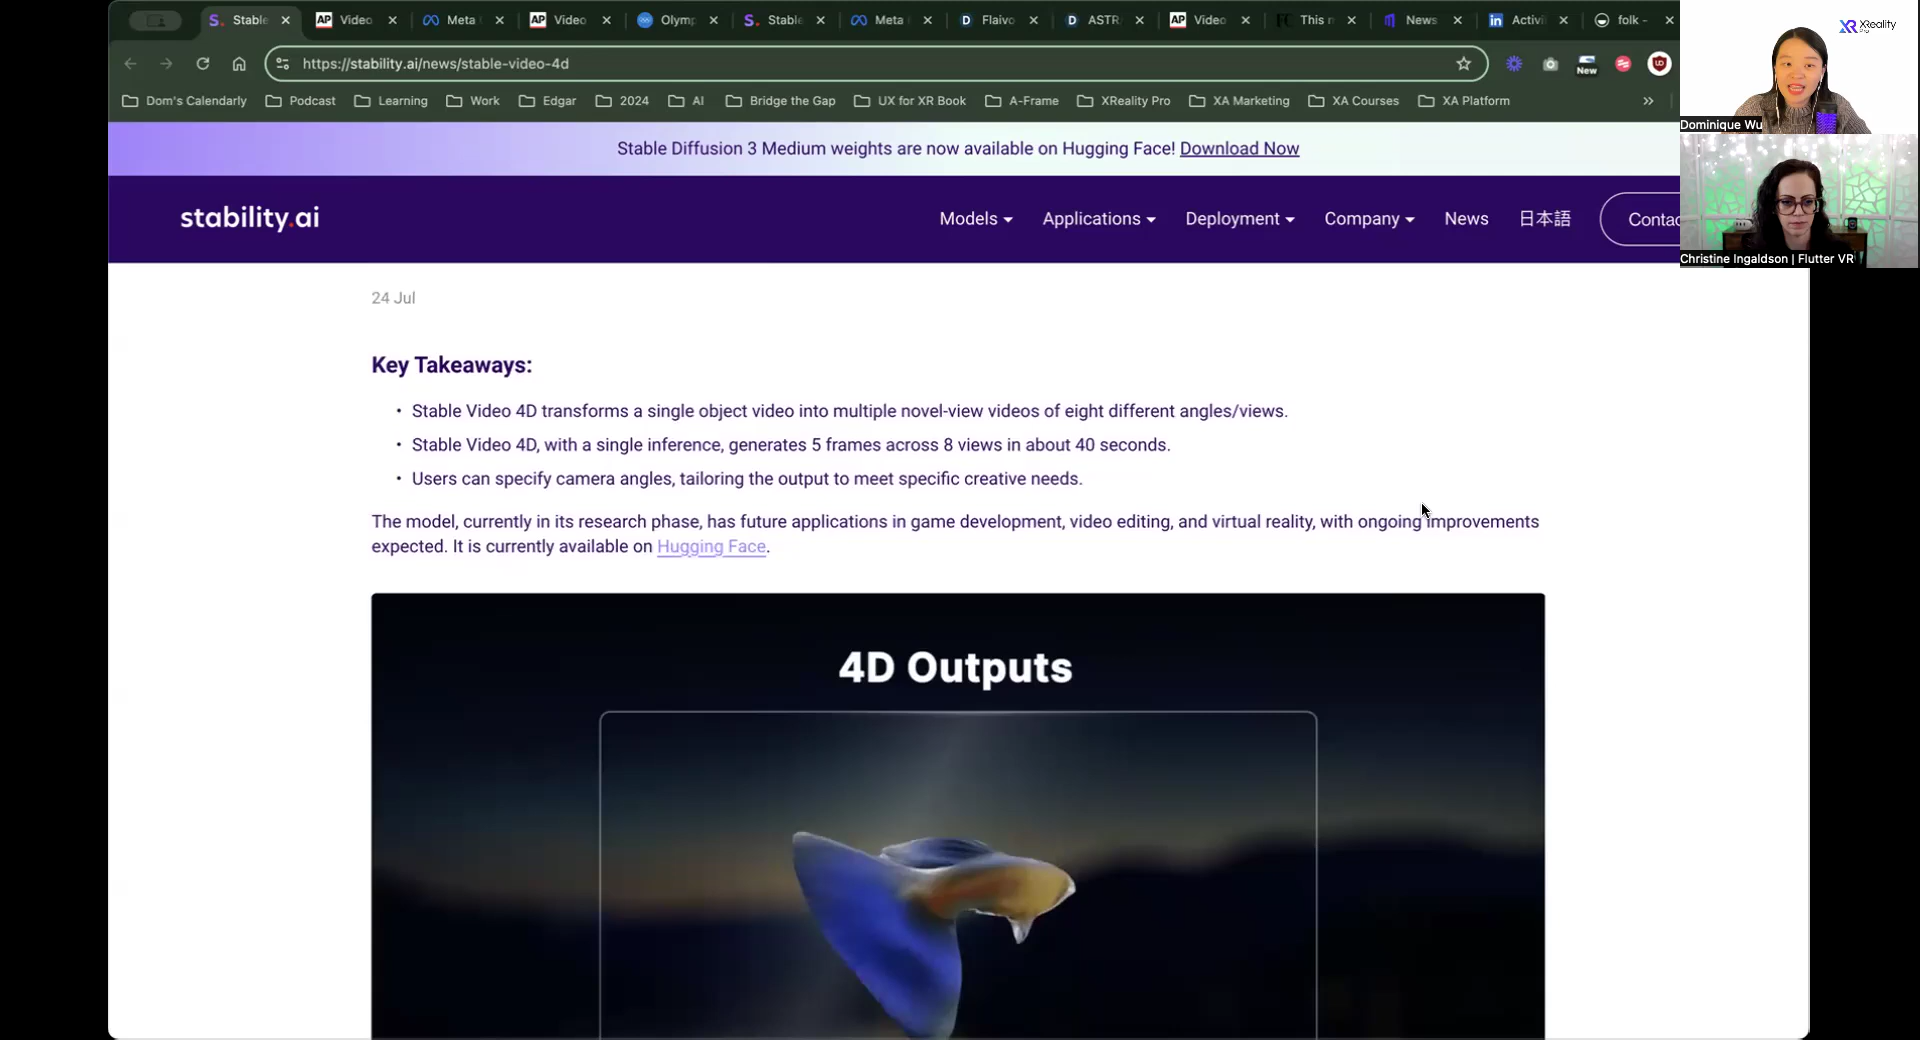 Stable
Video
Meta
Video
Olymp
Stable
Meta
Flaivo
ASTR
Video
This
News
Activi
folk -
https://stability.ai/news/stable-video-4d
New
Dom's Calendarly
Podcast
Learning
Work
Edgar
2024
AI
Bridge the Gap
UX for XR Book
A-Frame
XReality Pro
XA Marketing
XA Courses
XA Platform
XReality
Dominique Wu
Christine Ingaldson | Flutter VR
Stable Diffusion 3 Medium weights are now available on Hugging Face! Download Now
stability.ai
Models
Applications
Deployment
Company
News
日本語
Contac
24 Jul
Key Takeaways:
• Stable Video 4D transforms a single object video into multiple novel-view videos of eight different angles/views.
• Stable Video 4D, with a single inference, generates 5 frames across 8 views in about 40 seconds.
• Users can specify camera angles, tailoring the output to meet specific creative needs.
The model, currently in its research phase, has future applications in game development, video editing, and virtual reality, with ongoing improvements
expected. It is currently available on Hugging Face.
4D Outputs